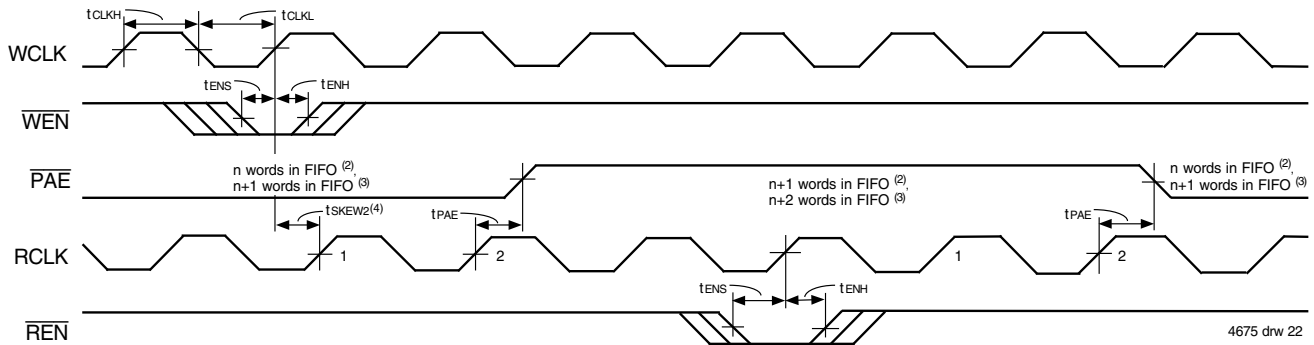 tCLKH
tCLKL
WCLK
tENS
tENH
WEN
PAE
n words in FIFO (2),
n+1 words in FIFO (3)
n+1 words in FIFO (2),
n+2 words in FIFO (3)
n words in FIFO (2),
n+1 words in FIFO (3)
tSKEW2(4)
tPAE
tPAE
RCLK
1
2
1
2
tENS
tENH
REN
4675 drw 22